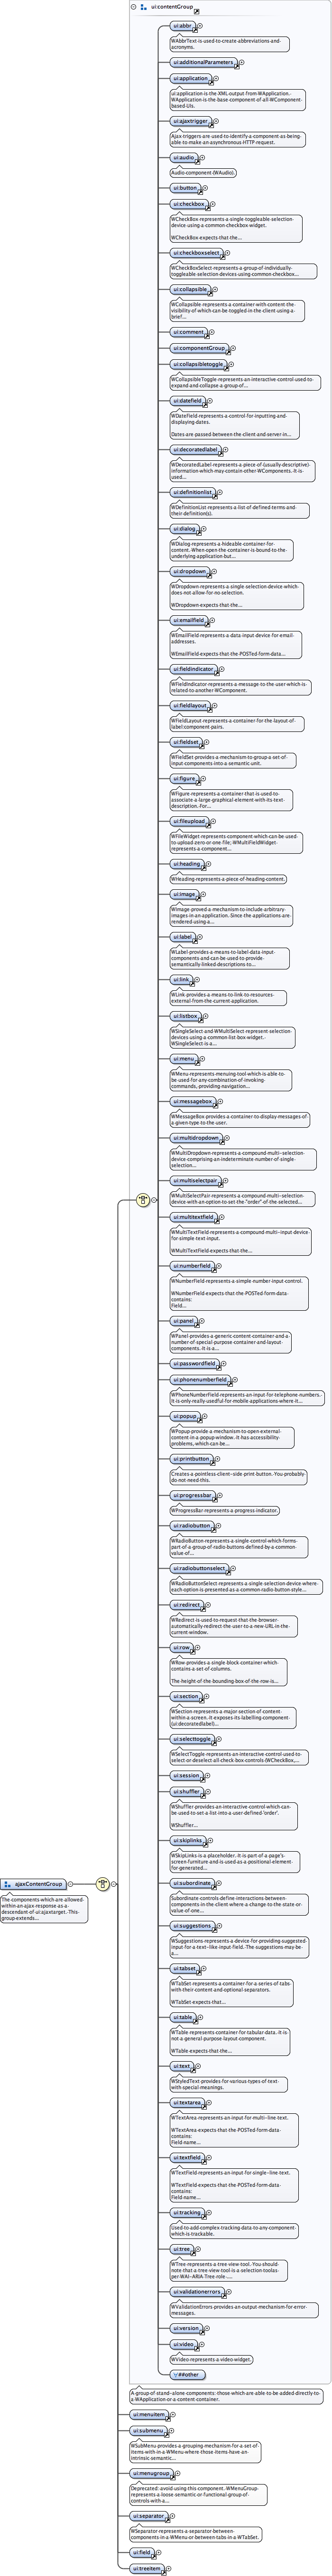 ui:contentGroup
ui:abbr
WAbbrText is used to create abbreviations and
acronyms.
ui:additionalParameters
ui:application
ui:application is the XML output from WApplication.
WApplication is the base component of all WComponent
based UIs.
ui:ajaxtrigger
Ajax triggers are used to identify a component as being
able to make an asynchronous HTTP request.
ui:audio
Audio component (WAudio).
ui:button
ui:checkbox
WCheckBox represents a single toggleable selection
device using a common checkbox widget.
WCheckBox expects that the...
ui:checkboxselect
WCheckBoxSelect represents a group of individually
toggleable selection devices using common checkbox...
ui:collapsible
WCollapsible represents a container with content the
visibility of which can be toggled in the client using a
brief...
ui:comment
ui:componentGroup
ui:collapsibletoggle
WCollapsibleToggle represents an interactive control used to
expand and collapse a group of...
ui:datefield
WDateField represents a control for inputting and
displaying dates.
Dates are passed between the client and server in...
ui:decoratedlabel
WDecoratedLabel represents a piece of (usually descriptive)
information which may contain other WComponents. It is
used...
ui:definitionlist
WDefinitionList represents a list of defined terms and
their definition(s).
ui:dialog
WDialog represents a hideable container for
content. When open the container is bound to the
underlying application but...
ui:dropdown
WDropdown represents a single selection device which
does not allow for no selection.
WDropdown expects that the...
ui:emailfield
WEmailField represents a data input device for email
addresses.
WEmailField expects that the POSTed form data...
ui:fieldindicator
WFieldIndicator represents a message to the user which is
related to another WComponent.
ui:fieldlayout
WFieldLayout represents a container for the layout of
label:component pairs.
ui:fieldset
WFieldSet provides a mechanism to group a set of
input components into a semantic unit.
ui:figure
WFigure represents a container that is used to
associate a large graphical element with its text
description. For...
ui:fileupload
WFileWidget represents component which can be used
to upload zero or one file; WMultiFileWidget
represents a component...
ui:heading
WHeading represents a piece of heading content.
ui:image
WImage proved a mechanism to include arbitrary
images in an application. Since the applications are
rendered using a...
ui:label
WLabel provides a means to label data input
components and can be used to provide
semantically linked descriptions to...
ui:link
WLink provides a means to link to resources
external from the current application.
ui:listbox
WSingleSelect and WMultiSelect represent selection
devices using a common list box widget.
WSingleSelect is a...
ui:menu
WMenu represents menuing tool which is able to
be used for any combination of invoking
commands, providing navigation...
ui:messagebox
WMessageBox provides a container to display messages of
a given type to the user.
ui:multidropdown
WMultiDropdown represents a compound multi-selection
device comprising an indeterminate number of single
selection...
ui:multiselectpair
WMultiSelectPair represents a compound multi-selection
device with an option to set the "order" of the selected...
ui:multitextfield
WMultiTextField represents a compound multi-input device
for simple text input.
WMultiTextField expects that the...
ui:numberfield
WNumberField represents a simple number input control.
WNumberField expects that the POSTed form data
contains:
Field...
ui:panel
WPanel provides a generic content container and a
number of special purpose container and layout
components. It is a...
ui:passwordfield
ui:phonenumberfield
WPhoneNumberField represents an input for telephone numbers.
It is only really useful for mobile applications where it...
ui:popup
WPopup provide a mechanism to open external
content in a popup window. It has accessibility
problems, which can be...
ui:printbutton
Creates a pointless client-side print button. You probably
do not need this.
ui:progressbar
WProgressBar represents a progress indicator.
ui:radiobutton
WRadioButton represents a single control which forms
part of a group of radio buttons defined by a common
value of...
ui:radiobuttonselect
WRadioButtonSelect represents a single selection device where
each option is presented as a common radio button style...
ui:redirect
WRedirect is used to request that the browser
automatically redirect the user to a new URL in the
current window.
ui:row
WRow provides a single block container which
contains a set of columns.
The height of the bounding box of the row is...
ui:section
WSection represents a major section of content
within a screen. It exposes its labelling component
(ui:decoratedlabel)...
ui:selecttoggle
WSelectToggle represents an interactive control used to
select or deselect all check box controls (WCheckBox,...
ui:session
ui:shuffler
WShuffler provides an interactive control which can
be used to set a list into a user defined 'order'.
WShuffler...
ui:skiplinks
WSkipLinks is a placeholder. It is part of a page's
screen furniture and is used as a positional element
for generated...
ui:subordinate
Subordinate controls define interactions between
components in the client where a change to the state
or value of one...
ui:suggestions
WSuggestions represents a device for providing suggested
input for a text-like input field. The suggestions may be
a...
ui:tabset
WTabSet represents a container for a series of tabs
with their content and optional separators.
WTabSet expects that...
ui:table
WTable represents container for tabular data. It is
not a general purpose layout component.
WTable expects that the...
ui:text
WStyledText provides for various types of text
with special meanings.
ui:textarea
WTextArea represents an input for multi-line text.
WTextArea expects that the POSTed form data
contains:
Field name...
ui:textfield
WTextField represents an input for single-line text.
WTextField expects that the POSTed form data
contains:
Field name...
ui:tracking
Used to add complex tracking data to any component
which is trackable.
ui:tree
WTree represents a tree view tool. You should
note that a tree view tool is a selection tool as
per WAI-ARIA Tree role -...
ui:validationerrors
WValidationErrors provides an output mechanism for error
messages.
ui:version
ui:video
WVideo represents a video widget.
##other
A group of stand-alone components: those which are able to be added directly to
a WApplication or a content container.
ajaxContentGroup
The components which are allowed
within an ajax response as a
descendant of ui:ajaxtarget. This
group extends...
ui:menuitem
ui:submenu
WSubMenu provides a grouping mechanism for a set of
items with in a WMenu where those items have an
intrinsic semantic...
ui:menugroup
Deprecated: avoid using this component. WMenuGroup
represents a loose semantic or functional group of
controls with a...
ui:separator
WSeparator represents a separator between
components in a WMenu or between tabs in a WTabSet.
ui:field
ui:treeitem